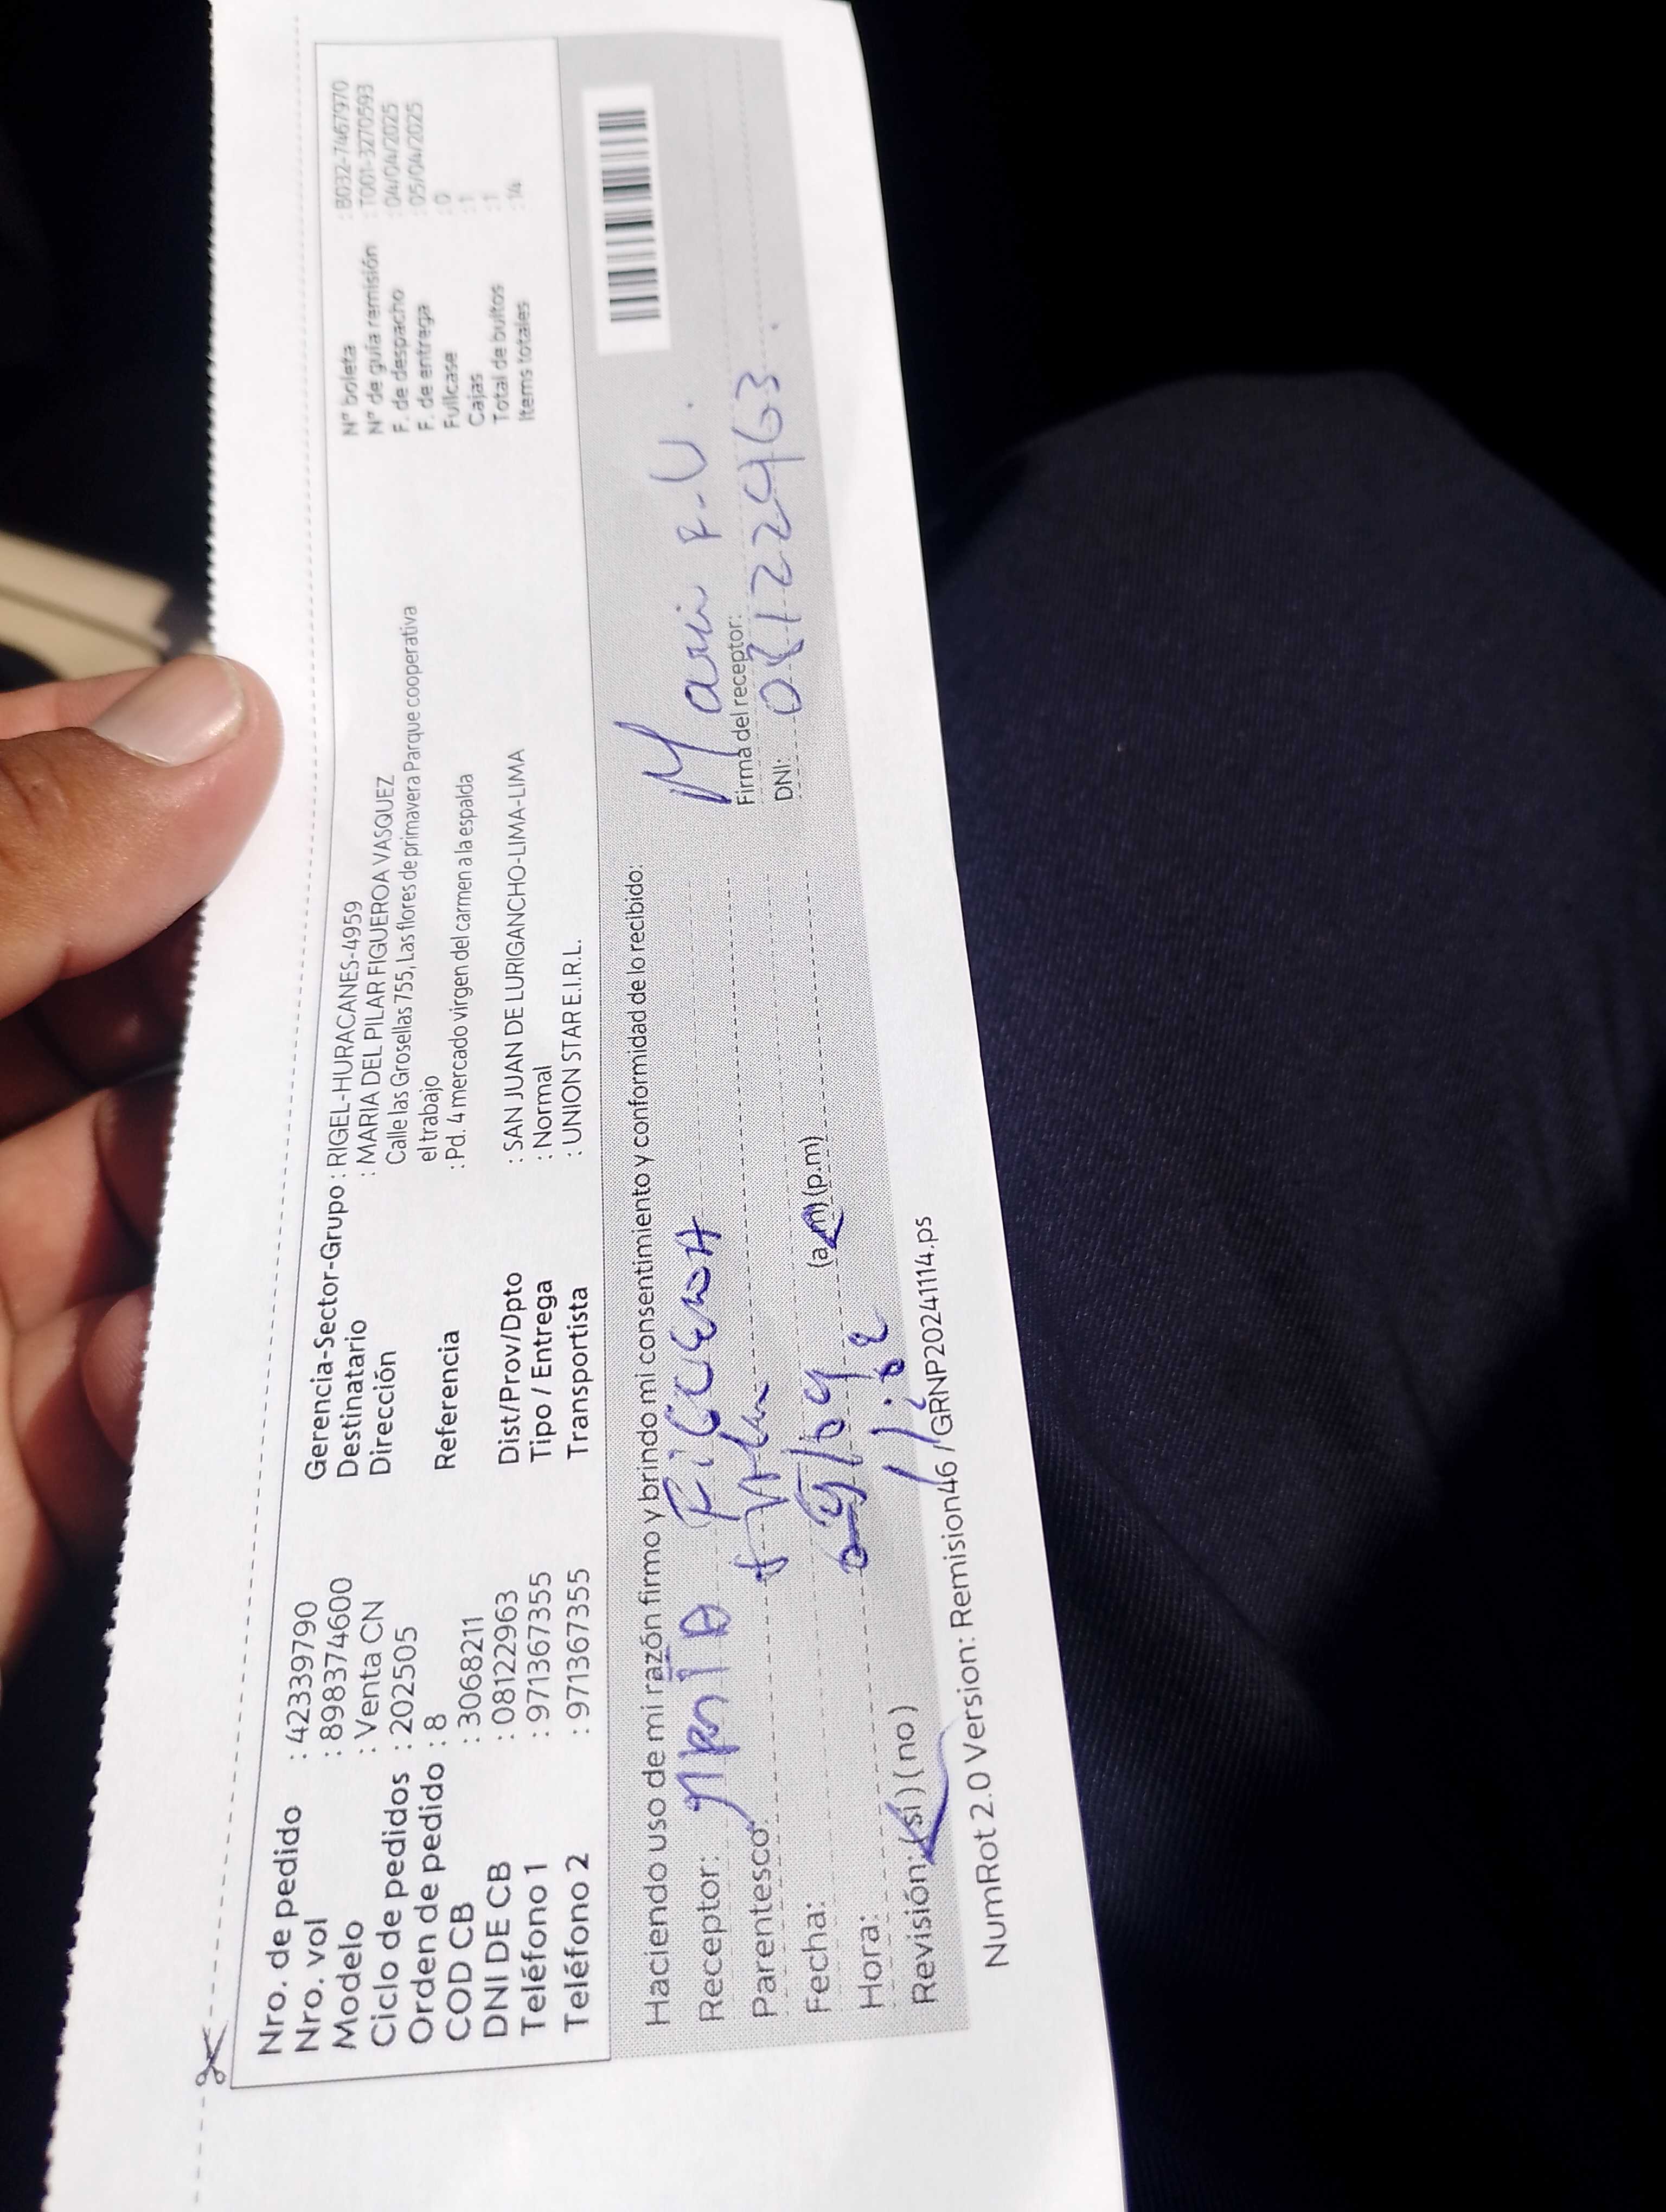 Nro. de pedido : 42339790
Nro. vol : 898374600
Modelo : Venta CN
Ciclo de pedidos : 202505
Orden de pedido : 8
COD CB : 3068211
DNI DE CB : 08122963
Teléfono 1 : 971367355
Teléfono 2 : 971367355
Gerencia-Sector-Grupo : RIGEL-HURACANES-4959
Destinatario : MARIA DEL PILAR FIGUEROA VASQUEZ
Dirección Calle las Grosellas 755, Las flores de primavera Parque cooperativa
el trabajo
Referencia : Pd. 4 mercado virgen del carmen a la espalda
Dist/Prov/Dpto : SAN JUAN DE LURIGANCHO-LIMA-LIMA
Tipo / Entrega : Normal
Transportista : UNION STAR E.I.R.L.
Nº boleta : B032-7467970
Nº de guía remisión : T001-3270593
F. de despacho : 04/04/2025
F. de entrega : 05/04/2025
Fullcase : 0
Cajas : 1
Total de bultos : 1
Items totales : 14
Haciendo uso de mi razón firmo y brindo mi consentimiento y conformidad de lo recibido:
Receptor: MARIA FIGUEROA
Parentesco:
Fecha:
Hora: (a.m) (p.m)
Revisión: (si) (no)
Mari F.V.
Firma del receptor:
DNI: 08122963
NumRot 2.0 Version: Remision46 / GRNP20241114.ps